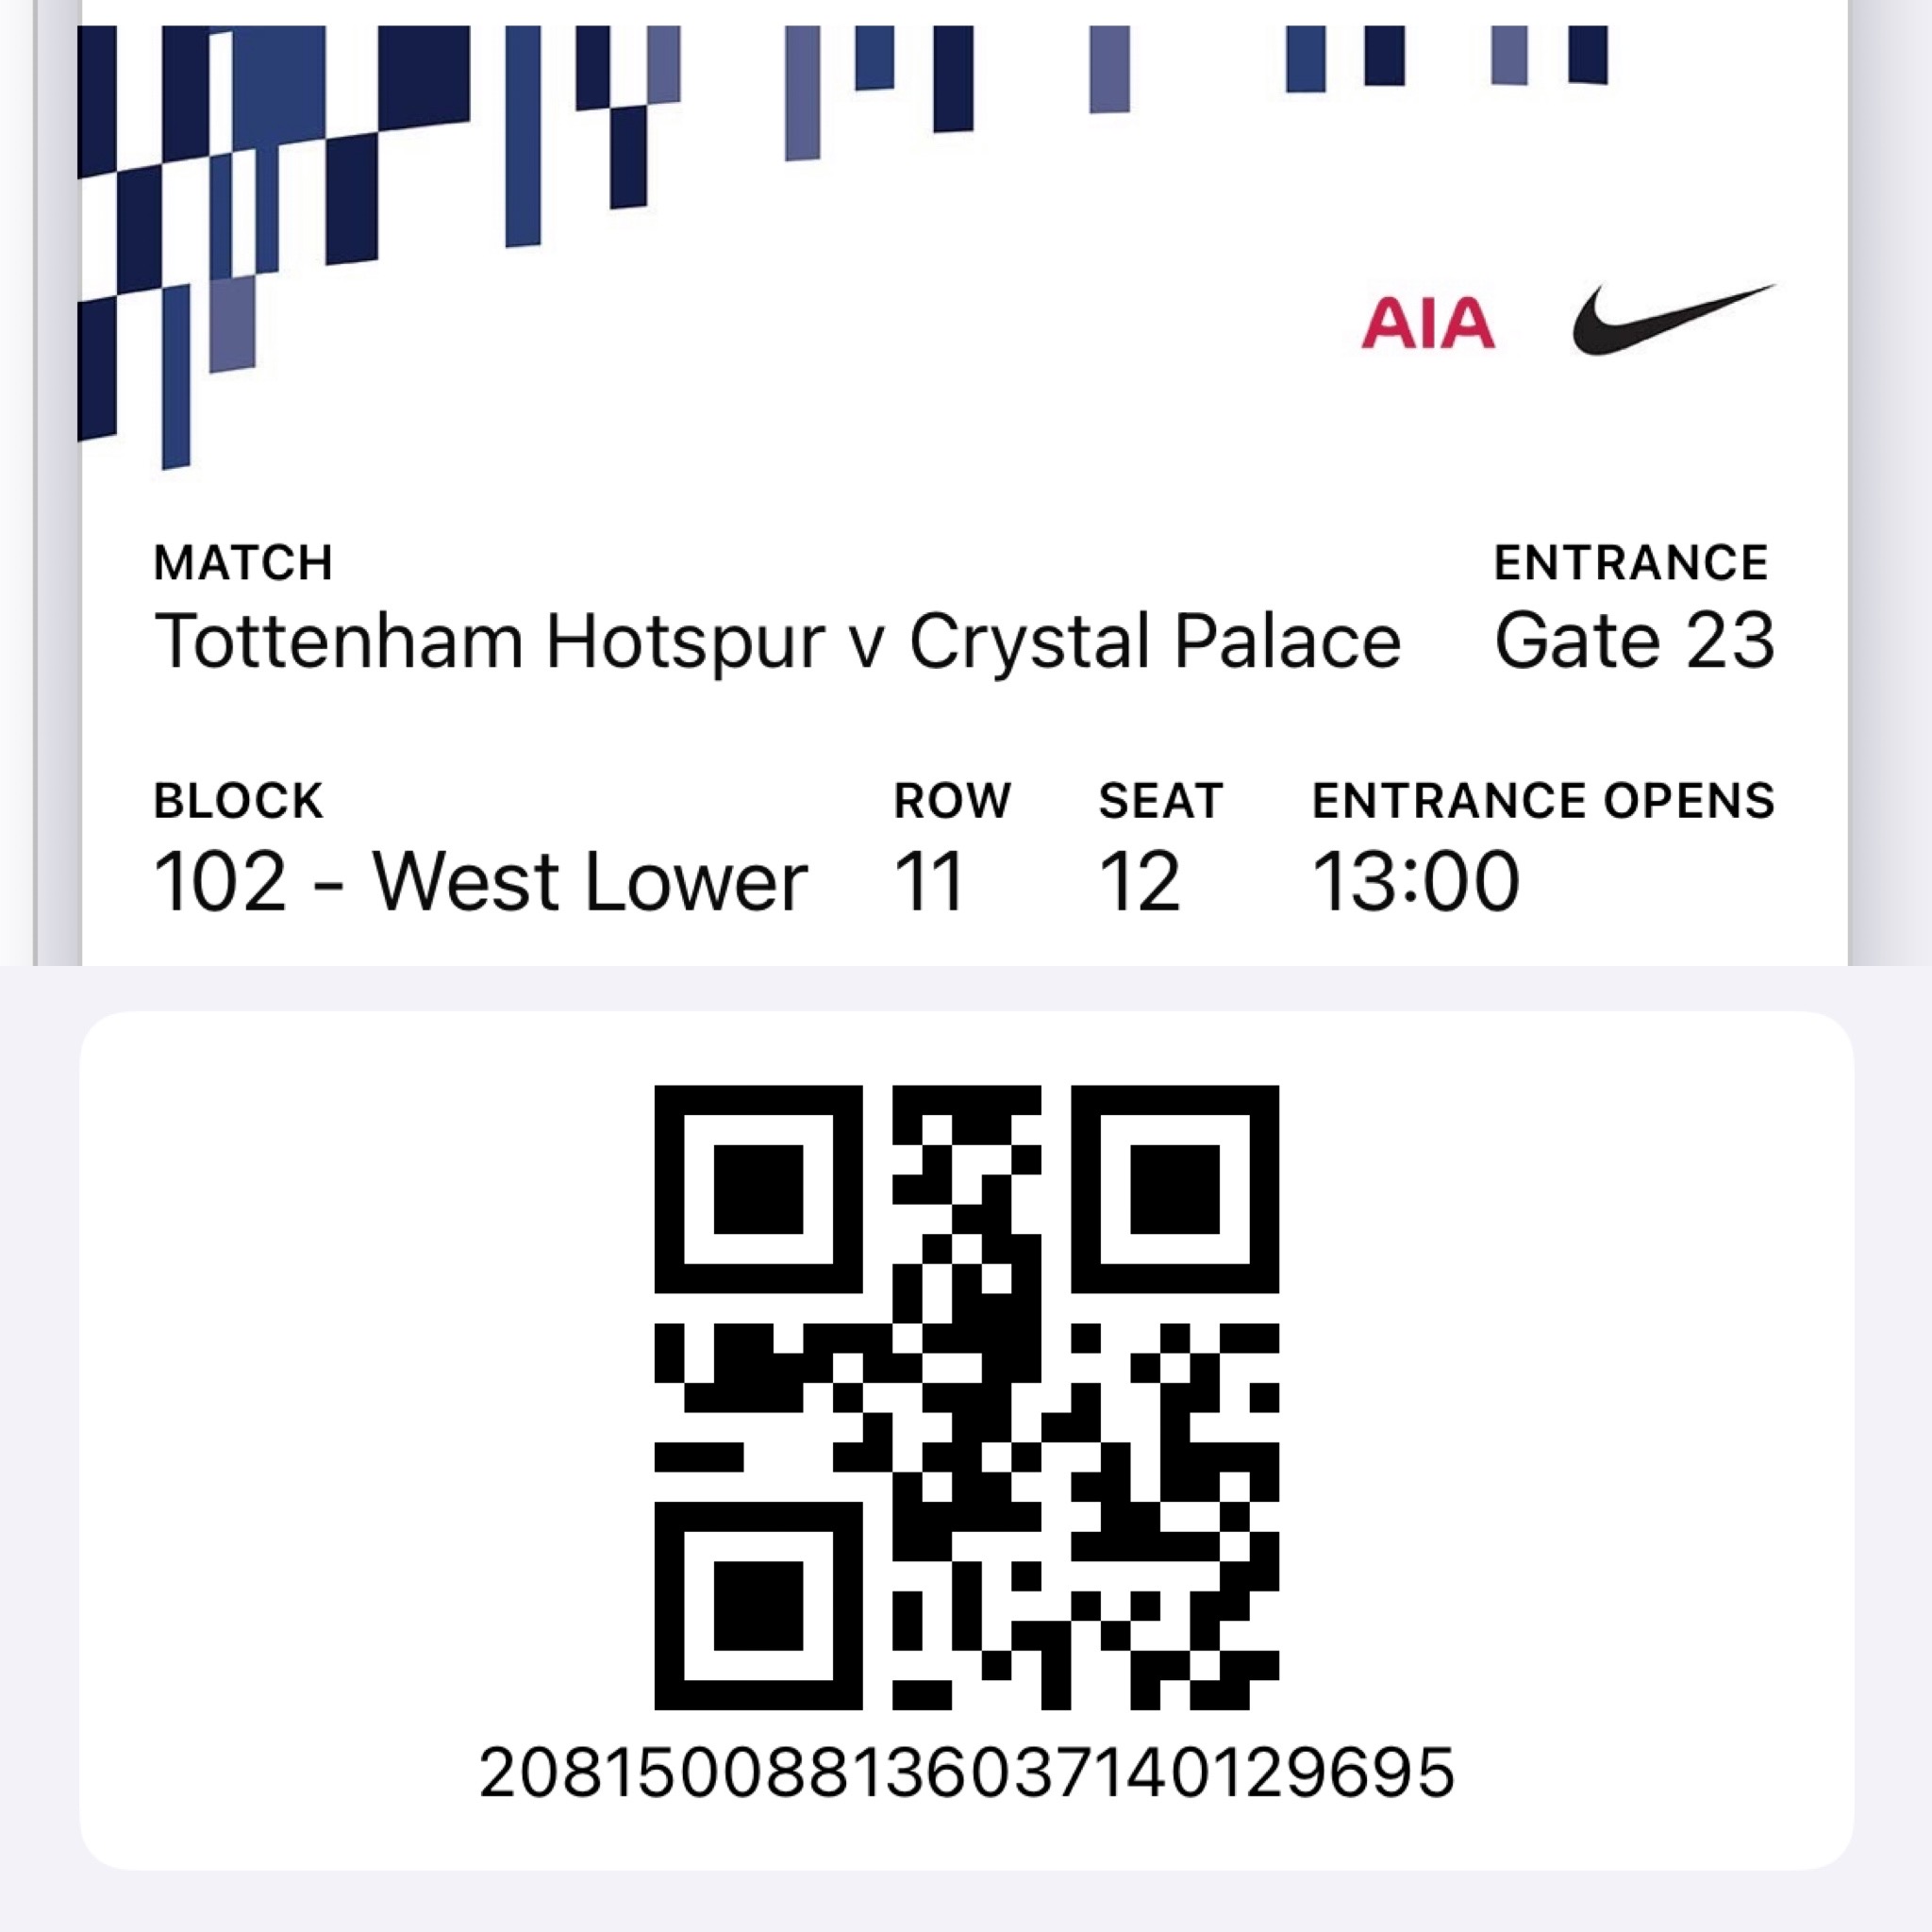 AIA
MATCH ENTRANCE
Tottenham Hotspur v Crystal Palace Gate 23
BLOCK ROW SEAT ENTRANCE OPENS
102 - West Lower 11 12 13:00
208150088136037140129695